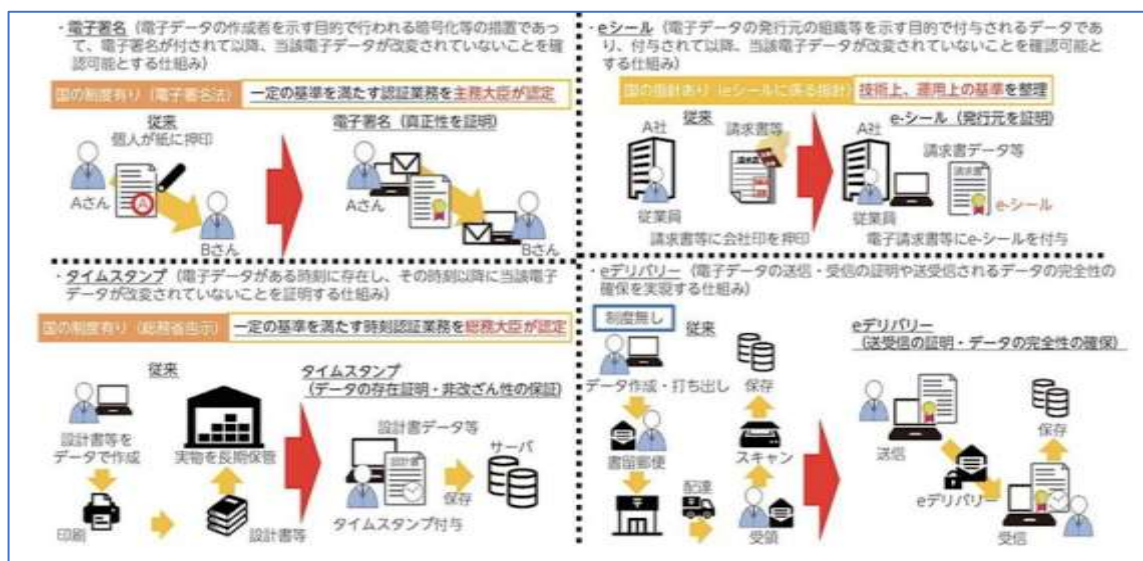 ・電子署名（電子データの作成者を示す目的で行われる暗号化等の措置であっ
て、電子署名が付されて以降、当該電子データが改変されていないことを確
認可能とする仕組み）
国の制度有り（電子署名法）
一定の基準を満たす認証業務を主務大臣が認定
従来
個人が紙に押印
電子署名（真正性を証明）
Aさん
A
Bさん
Aさん
Bさん
・eシール（電子データの発行元の組織等を示す目的で付与されるデータであ
り、付与されて以降、当該電子データが改変されていないことを確認可能と
する仕組み）
国の指針あり（eシールに係る指針）
技術上、運用上の基準を整理
従来
A社
請求書等
請求書
従業員
請求書等に会社印を押印
e-シール（発行元を証明）
A社
請求書データ等
請求書
従業員
e-シール
電子請求書等にe-シールを付与
・タイムスタンプ（電子データがある時刻に存在し、その時刻以降に当該電子
データが改変されていないことを証明する仕組み）
国の制度有り（総務省告示）
一定の基準を満たす時刻認証業務を総務大臣が認定
従来
設計書等を
データで作成
実物を長期保管
印刷
設計書等
タイムスタンプ
（データの存在証明・非改ざん性の保証）
設計書データ等
設計書
サーバ
保存
タイムスタンプ付与
・eデリバリー（電子データの送信・受信の証明や送受信されるデータの完全性の
確保を実現する仕組み）
制度無し
従来
データ作成・打ち出し
保存
書留郵便
スキャン
配達
受領
eデリバリー
（送受信の証明・データの完全性の確保）
送信
保存
eデリバリー
受信